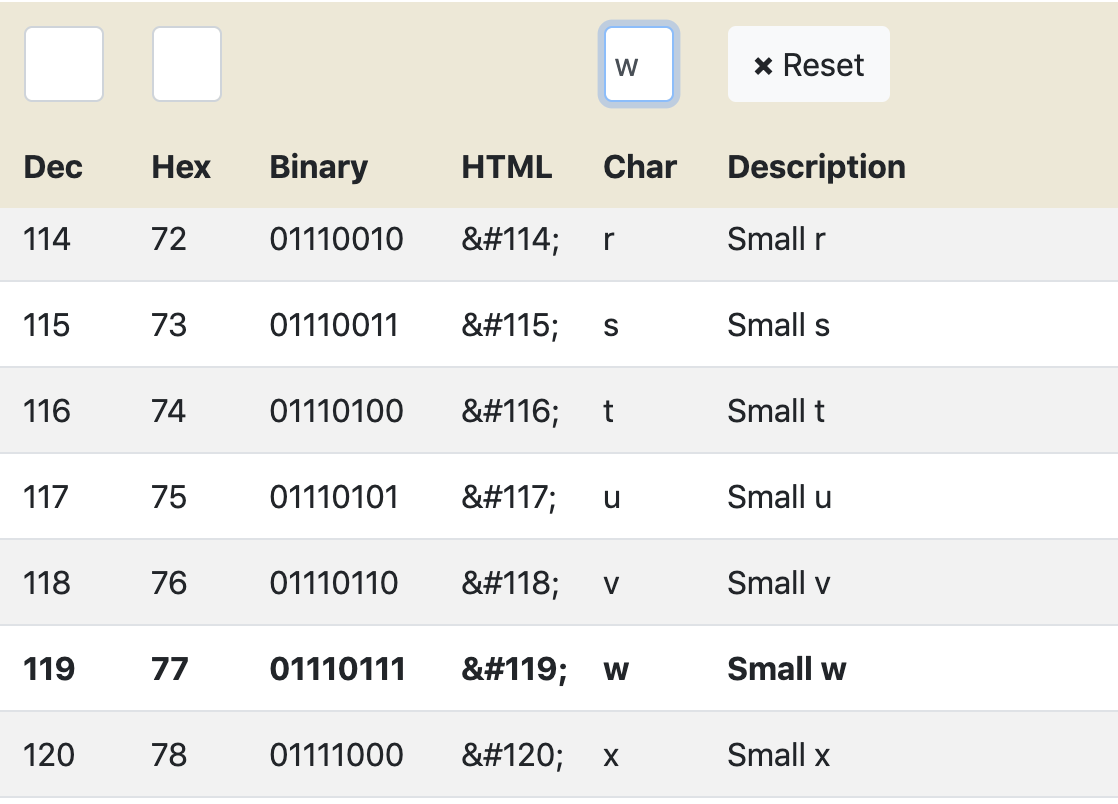 w × Reset
Dec Hex Binary HTML Char Description
114 72 01110010 &#114; r Small r
115 73 01110011 &#115; s Small s
116 74 01110100 &#116; t Small t
117 75 01110101 &#117; u Small u
118 76 01110110 &#118; v Small v
119 77 01110111 &#119; w Small w
120 78 01111000 &#120; x Small x